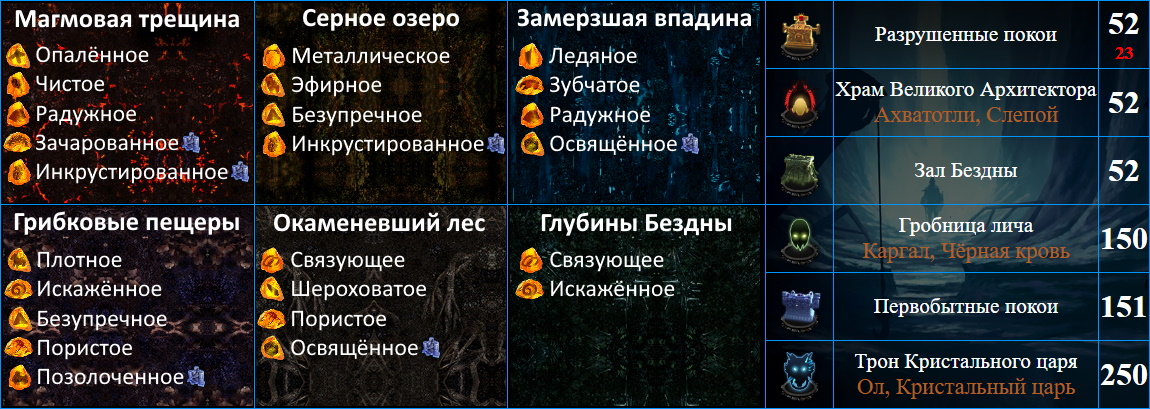 Магмовая трещина
Опалённое
Чистое
Радужное
Зачарованное
Инкрустированное
Серное озеро
Металлическое
Эфирное
Безупречное
Инкрустированное
Замерзшая впадина
Ледяное
Зубчатое
Радужное
Освящённое
Грибковые пещеры
Плотное
Искажённое
Безупречное
Пористое
Позолоченное
Окаменевший лес
Связующее
Шероховатое
Пористое
Освящённое
Глубины Бездны
Связующее
Искажённое
Разрушенные покои
52
23
Храм Великого Архитектора
Ахватотли, Слепой
52
Зал Бездны
52
Гробница лича
Каргал, Чёрная кровь
150
Первобытные покои
151
Трон Кристального царя
Ол, Кристальный царь
250